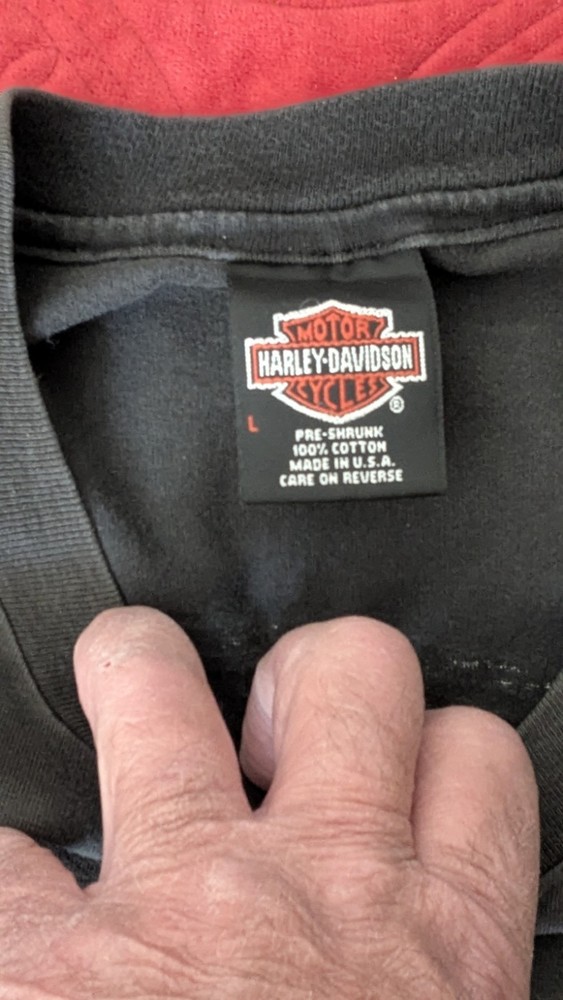 MOTOR
HARLEY-DAVIDSON
CYCLES
®
L
PRE-SHRUNK
100% COTTON
MADE IN U.S.A.
CARE ON REVERSE